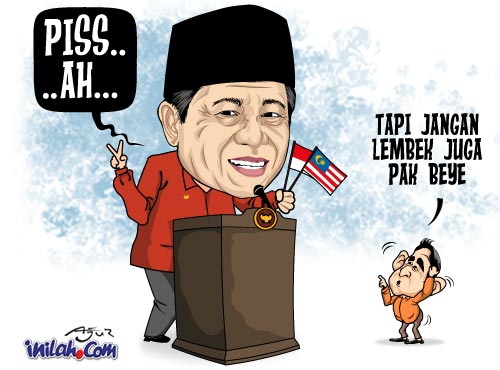 PISS..
..AH...
TAPI JANGAN
LEMBEK JUGA
PAK BEYE
inilah.com